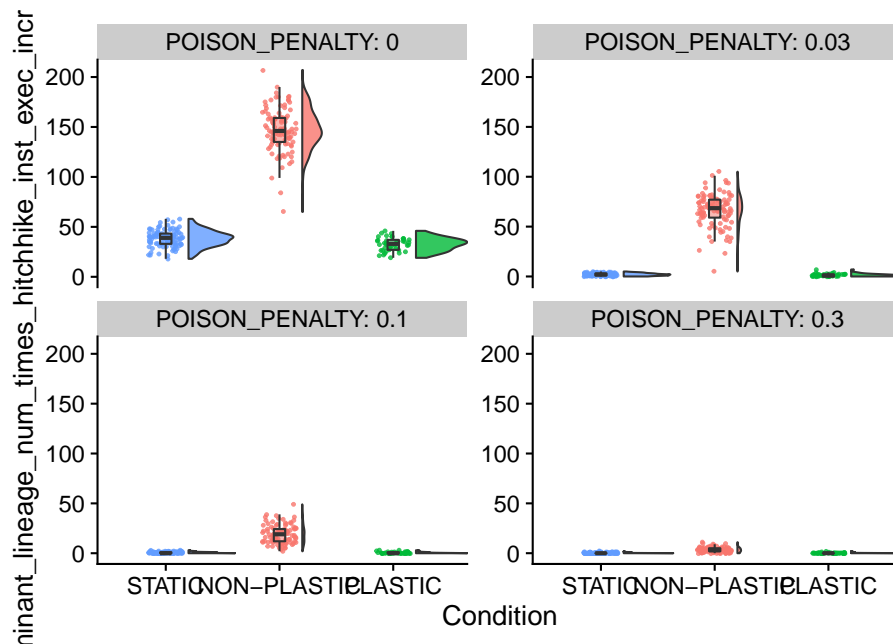 minant_lineage_num_times_hitchhike_inst_exec_incr
POISON_PENALTY: 0
POISON_PENALTY: 0.03
200
150
100
50
0
200
150
100
50
0
POISON_PENALTY: 0.1
POISON_PENALTY: 0.3
200
150
100
50
0
200
150
100
50
0
STATIC NON−PLASTIC PLASTIC
STATIC NON−PLASTIC PLASTIC
Condition